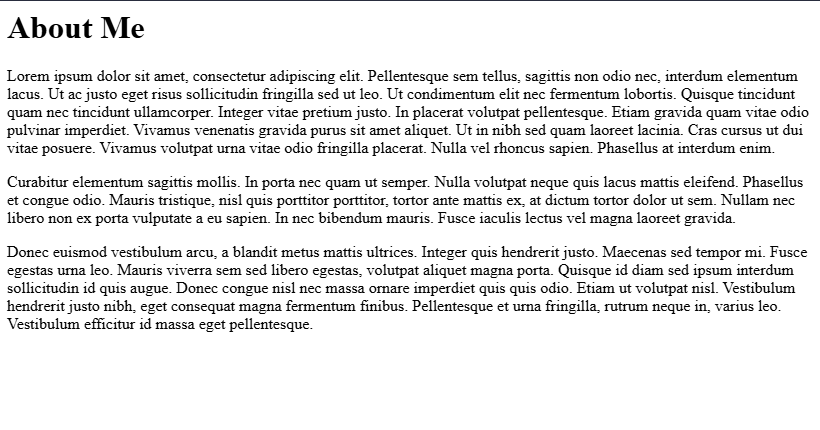 About Me
Lorem ipsum dolor sit amet, consectetur adipiscing elit. Pellentesque sem tellus, sagittis non odio nec, interdum elementum
lacus. Ut ac justo eget risus sollicitudin fringilla sed ut leo. Ut condimentum elit nec fermentum lobortis. Quisque tincidunt
quam nec tincidunt ullamcorper. Integer vitae pretium justo. In placerat volutpat pellentesque. Etiam gravida quam vitae odio
pulvinar imperdiet. Vivamus venenatis gravida purus sit amet aliquet. Ut in nibh sed quam laoreet lacinia. Cras cursus ut dui
vitae posuere. Vivamus volutpat urna vitae odio fringilla placerat. Nulla vel rhoncus sapien. Phasellus at interdum enim.
Curabitur elementum sagittis mollis. In porta nec quam ut semper. Nulla volutpat neque quis lacus mattis eleifend. Phasellus
et congue odio. Mauris tristique, nisl quis porttitor porttitor, tortor ante mattis ex, at dictum tortor dolor ut sem. Nullam nec
libero non ex porta vulputate a eu sapien. In nec bibendum mauris. Fusce iaculis lectus vel magna laoreet gravida.
Donec euismod vestibulum arcu, a blandit metus mattis ultrices. Integer quis hendrerit justo. Maecenas sed tempor mi. Fusce
egestas urna leo. Mauris viverra sem sed libero egestas, volutpat aliquet magna porta. Quisque id diam sed ipsum interdum
sollicitudin id quis augue. Donec congue nisl nec massa ornare imperdiet quis quis odio. Etiam ut volutpat nisl. Vestibulum
hendrerit justo nibh, eget consequat magna fermentum finibus. Pellentesque et urna fringilla, rutrum neque in, varius leo.
Vestibulum efficitur id massa eget pellentesque.